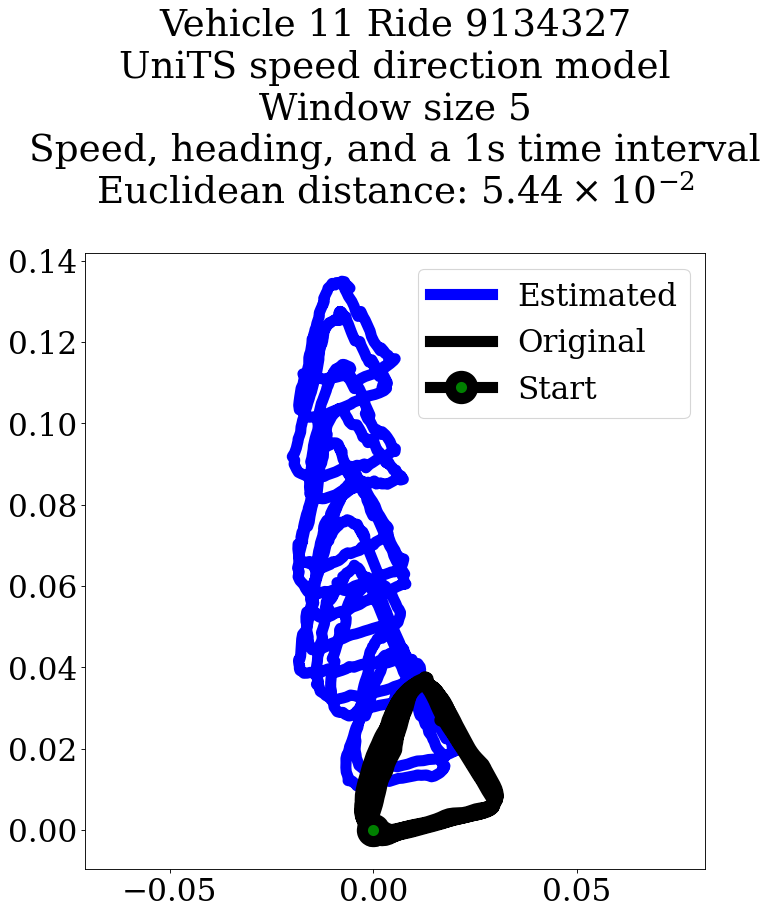 Vehicle 11 Ride 9134327
UniTS speed direction model
Window size 5
Speed, heading, and a 1s time interval
Euclidean distance: 5.44 × 10⁻²
0.14
0.12
0.10
0.08
0.06
0.04
0.02
0.00
Estimated
Original
Start
−0.05
0.00
0.05